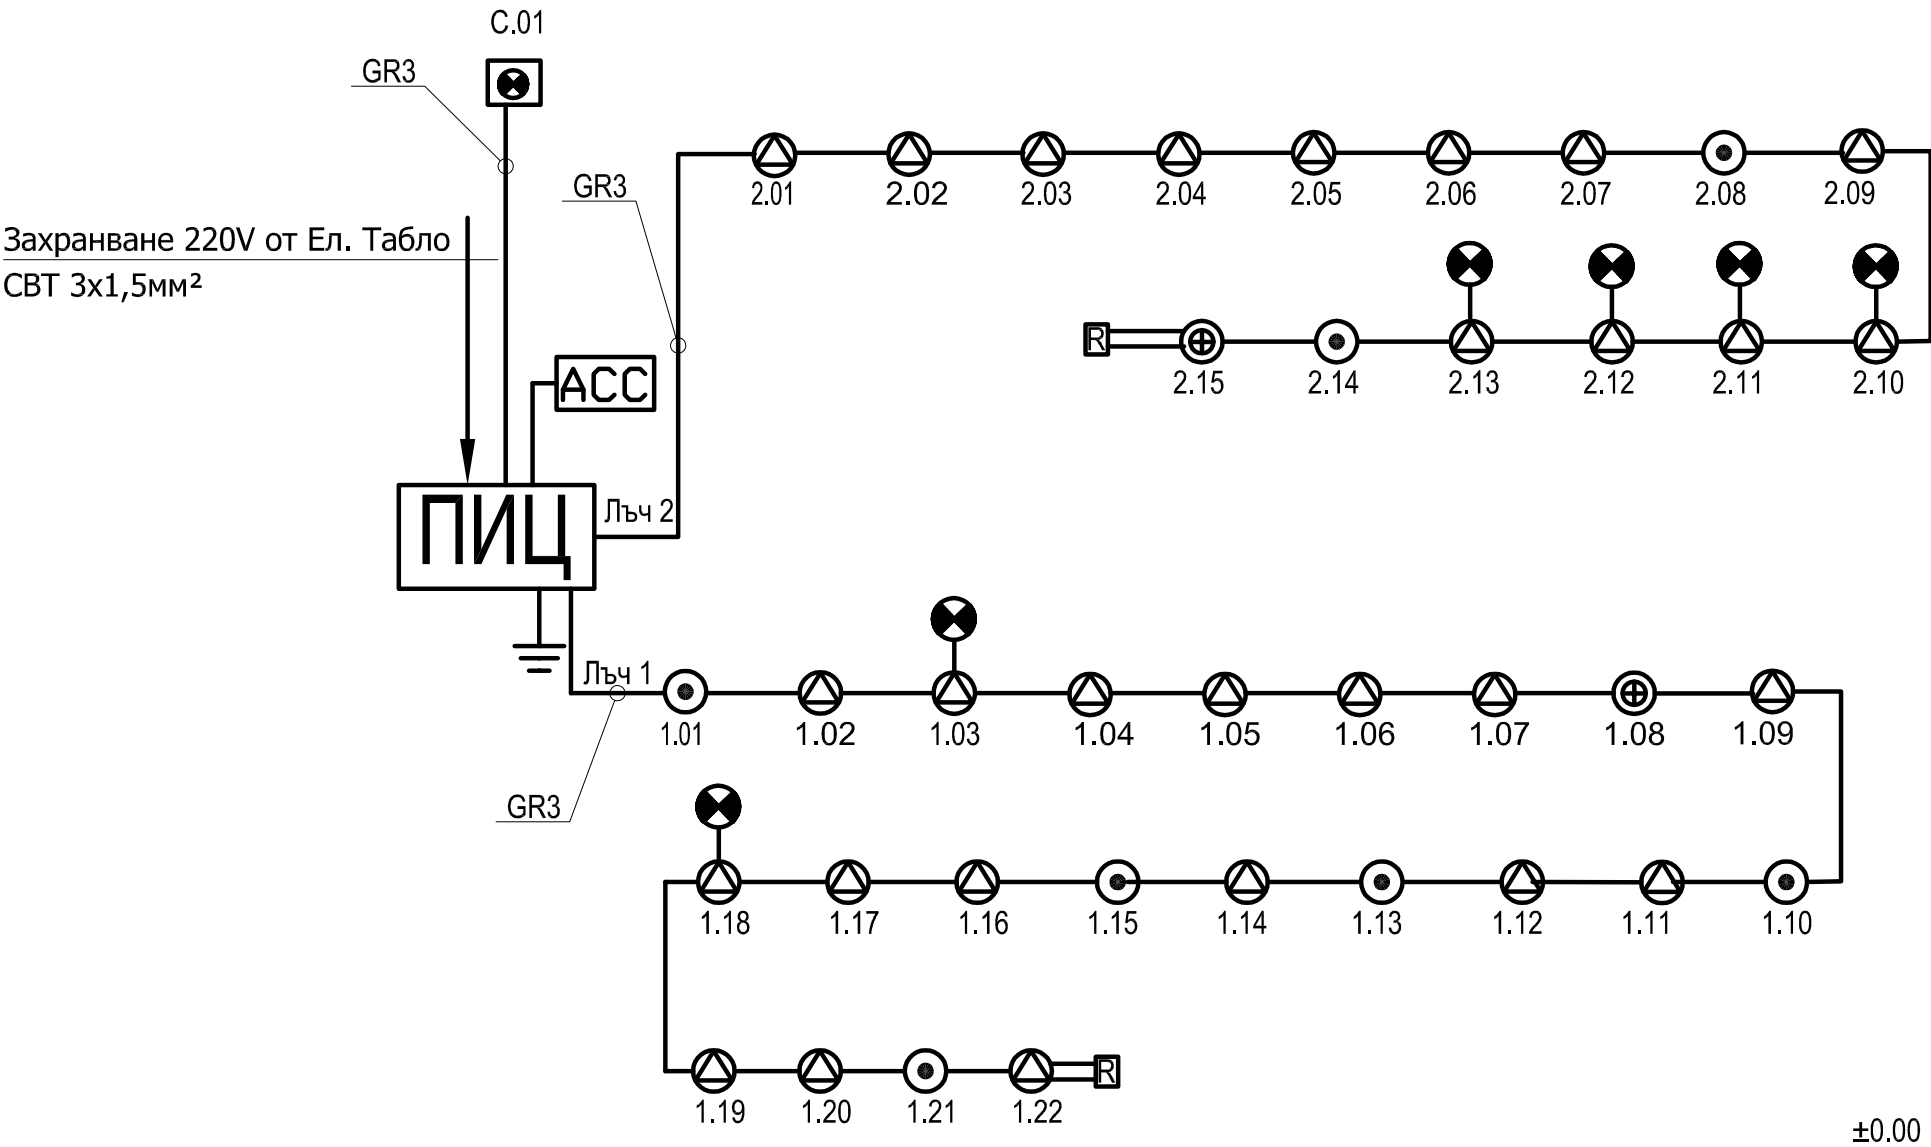 C.01
GR3
GR3
2.01 2.02 2.03 2.04 2.05 2.06 2.07 2.08 2.09
Захранване 220V от Ел. Табло
СВТ 3x1,5мм²
R 2.15 2.14 2.13 2.12 2.11 2.10
ACC
ПИЦ
Лъч 2
Лъч 1
1.01 1.02 1.03 1.04 1.05 1.06 1.07 1.08 1.09
GR3
1.18 1.17 1.16 1.15 1.14 1.13 1.12 1.11 1.10
R
1.19 1.20 1.21 1.22
±0.00